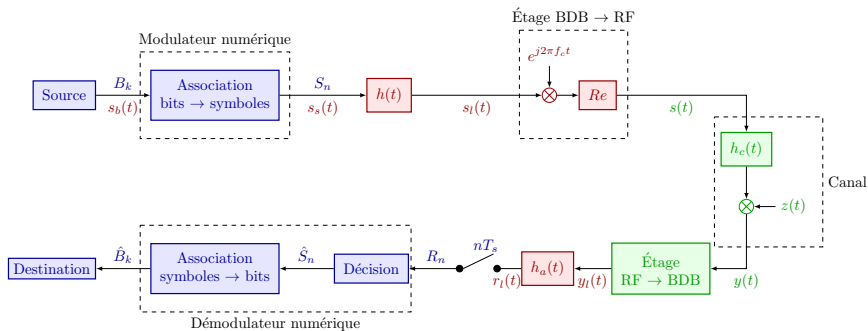 Étage BDB → RF
Modulateur numérique
e^{j2πf_ct}
Source
B_k
s_b(t)
Association
bits → symboles
S_n
s_s(t)
h(t)
s_l(t)
Re
s(t)
h_c(t)
Canal
z(t)
Destination
B̂_k
Association
symboles → bits
Ŝ_n
Décision
R_n
nT_s
r_l(t)
h_a(t)
y_l(t)
Étage
RF → BDB
y(t)
Démodulateur numérique